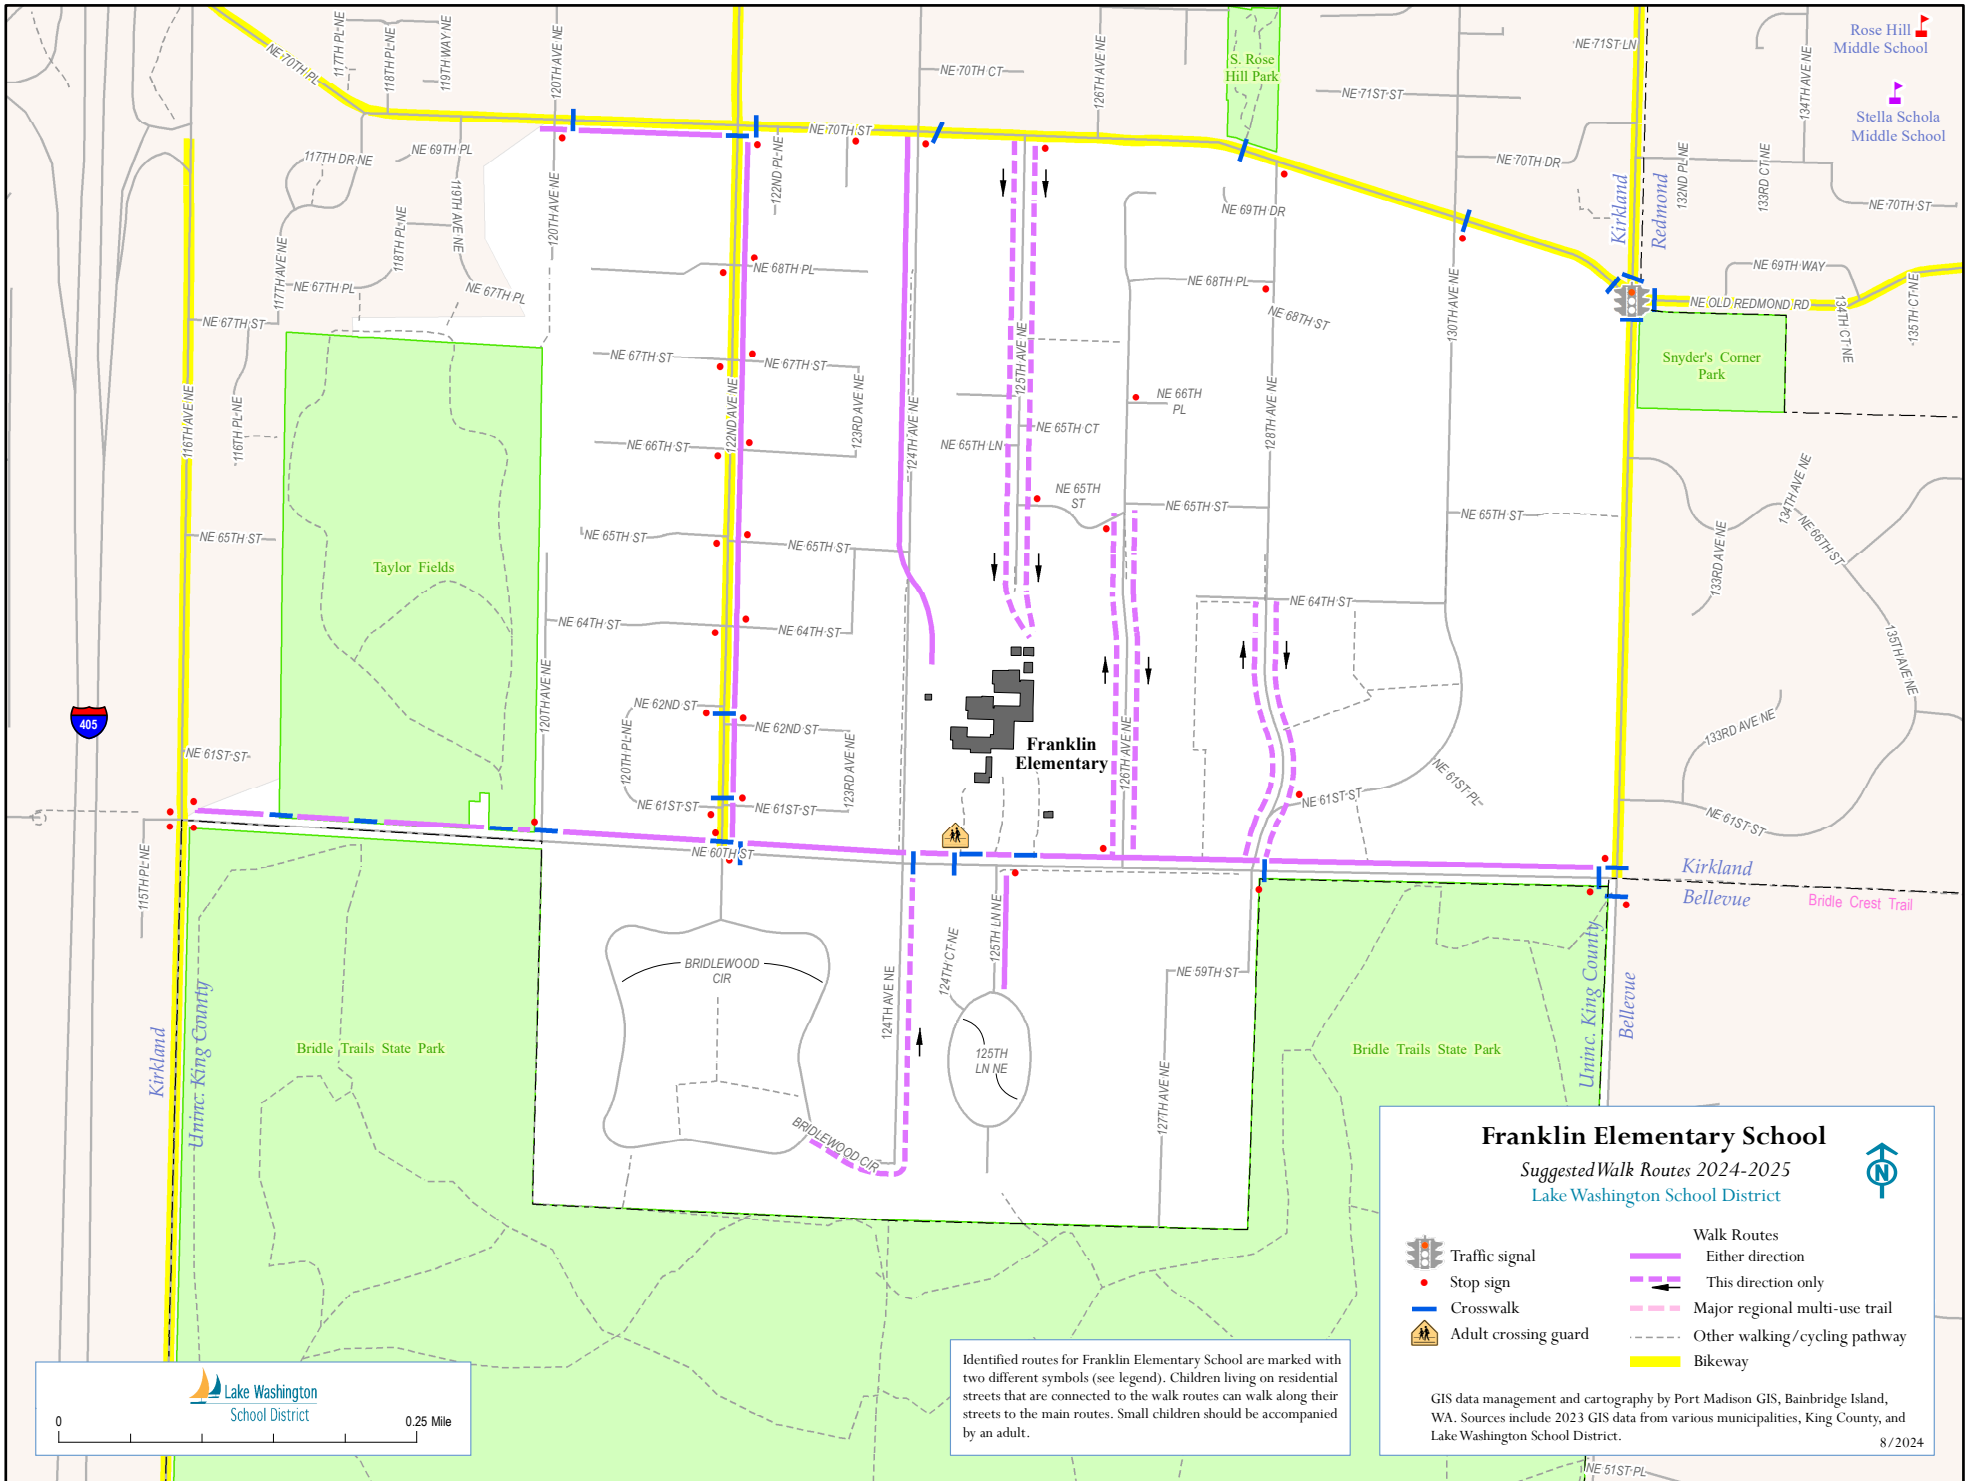 Rose Hill
Middle School
Stella Schola
Middle School
NE 70TH PL
117TH PL NE
118TH PL NE
119TH WAY NE
120TH AVE NE
NE 70TH CT
126TH AVE NE
S. Rose
Hill Park
NE 71ST ST
NE 71ST LN
134TH AVE NE
NE 70TH ST
122ND PL NE
117TH DR NE
NE 69TH PL
119TH AVE NE
118TH PL NE
120TH AVE NE
NE 70TH DR
132ND PL NE
133RD CT NE
NE 70TH ST
Kirkland
Redmond
NE 69TH DR
117TH AVE NE
NE 67TH PL
NE 67TH PL
NE 67TH ST
NE 68TH PL
NE 68TH PL
NE 68TH ST
130TH AVE NE
NE 69TH WAY
NE OLD REDMOND RD
134TH CT NE
135TH CT NE
Snyder's Corner
Park
116TH AVE NE
116TH PL NE
NE 67TH ST
NE 67TH ST
122ND AVE NE
123RD AVE NE
124TH AVE NE
125TH AVE NE
128TH AVE NE
NE 66TH
PL
NE 66TH ST
NE 65TH LN
NE 65TH CT
NE 65TH
ST
NE 65TH ST
NE 65TH ST
134TH AVE NE
NE 66TH ST
133RD AVE NE
NE 65TH ST
Taylor Fields
NE 65TH ST
NE 65TH ST
NE 64TH ST
NE 64TH ST
NE 64TH ST
135TH AVE NE
120TH AVE NE
NE 62ND ST
NE 62ND ST
120TH PL NE
123RD AVE NE
NE 61ST ST
NE 61ST ST
NE 61ST ST
405
Franklin
Elementary
126TH AVE NE
NE 61ST PL
NE 61ST ST
133RD AVE NE
NE 61ST ST
NE 60TH ST
115TH PL NE
Kirkland
Bellevue
Bridle Crest Trail
BRIDLEWOOD
CIR
124TH AVE NE
124TH CT NE
125TH LN NE
125TH
LN NE
NE 59TH ST
127TH AVE NE
BRIDLEWOOD CIR
Kirkland
Uninc. King County
Bridle Trails State Park
Bridle Trails State Park
Uninc. King County
Bellevue
Franklin Elementary School
Suggested Walk Routes 2024-2025
Lake Washington School District
N
Traffic signal
Stop sign
Crosswalk
Adult crossing guard
Walk Routes
Either direction
This direction only
Major regional multi-use trail
Other walking/cycling pathway
Bikeway
GIS data management and cartography by Port Madison GIS, Bainbridge Island,
WA. Sources include 2023 GIS data from various municipalities, King County, and
Lake Washington School District.
8/2024
Identified routes for Franklin Elementary School are marked with
two different symbols (see legend). Children living on residential
streets that are connected to the walk routes can walk along their
streets to the main routes. Small children should be accompanied
by an adult.
Lake Washington
School District
0
0.25 Mile
NE 51ST PL